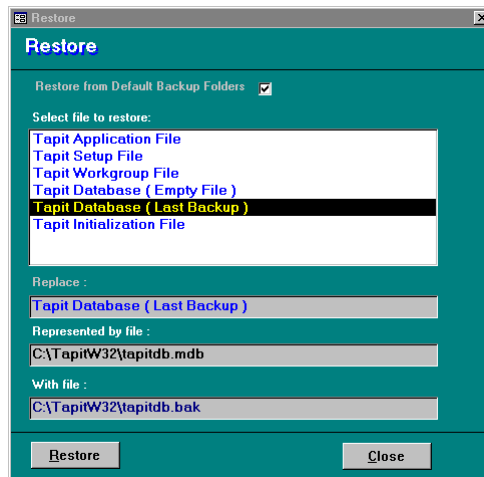 Restore
Restore
Restore from Default Backup Folders
Select file to restore:
Tapit Application File
Tapit Setup File
Tapit Workgroup File
Tapit Database ( Empty File )
Tapit Database ( Last Backup )
Tapit Initialization File
Replace :
Tapit Database ( Last Backup )
Represented by file :
C:\TapitW32\tapitdb.mdb
With file :
C:\TapitW32\tapitdb.bak
Restore Close